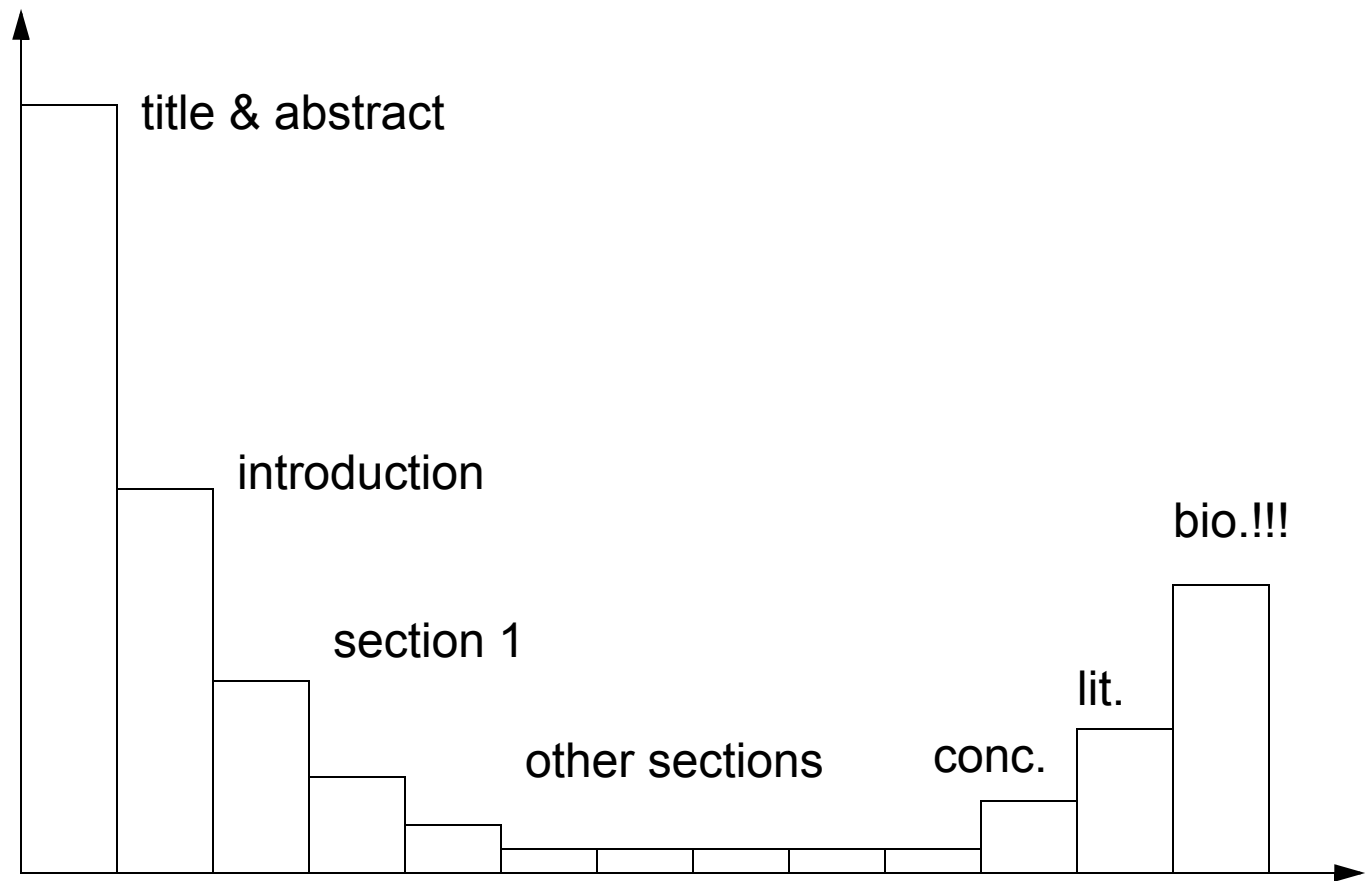 title & abstract
introduction
section 1
other sections
conc.
lit.
bio.!!!